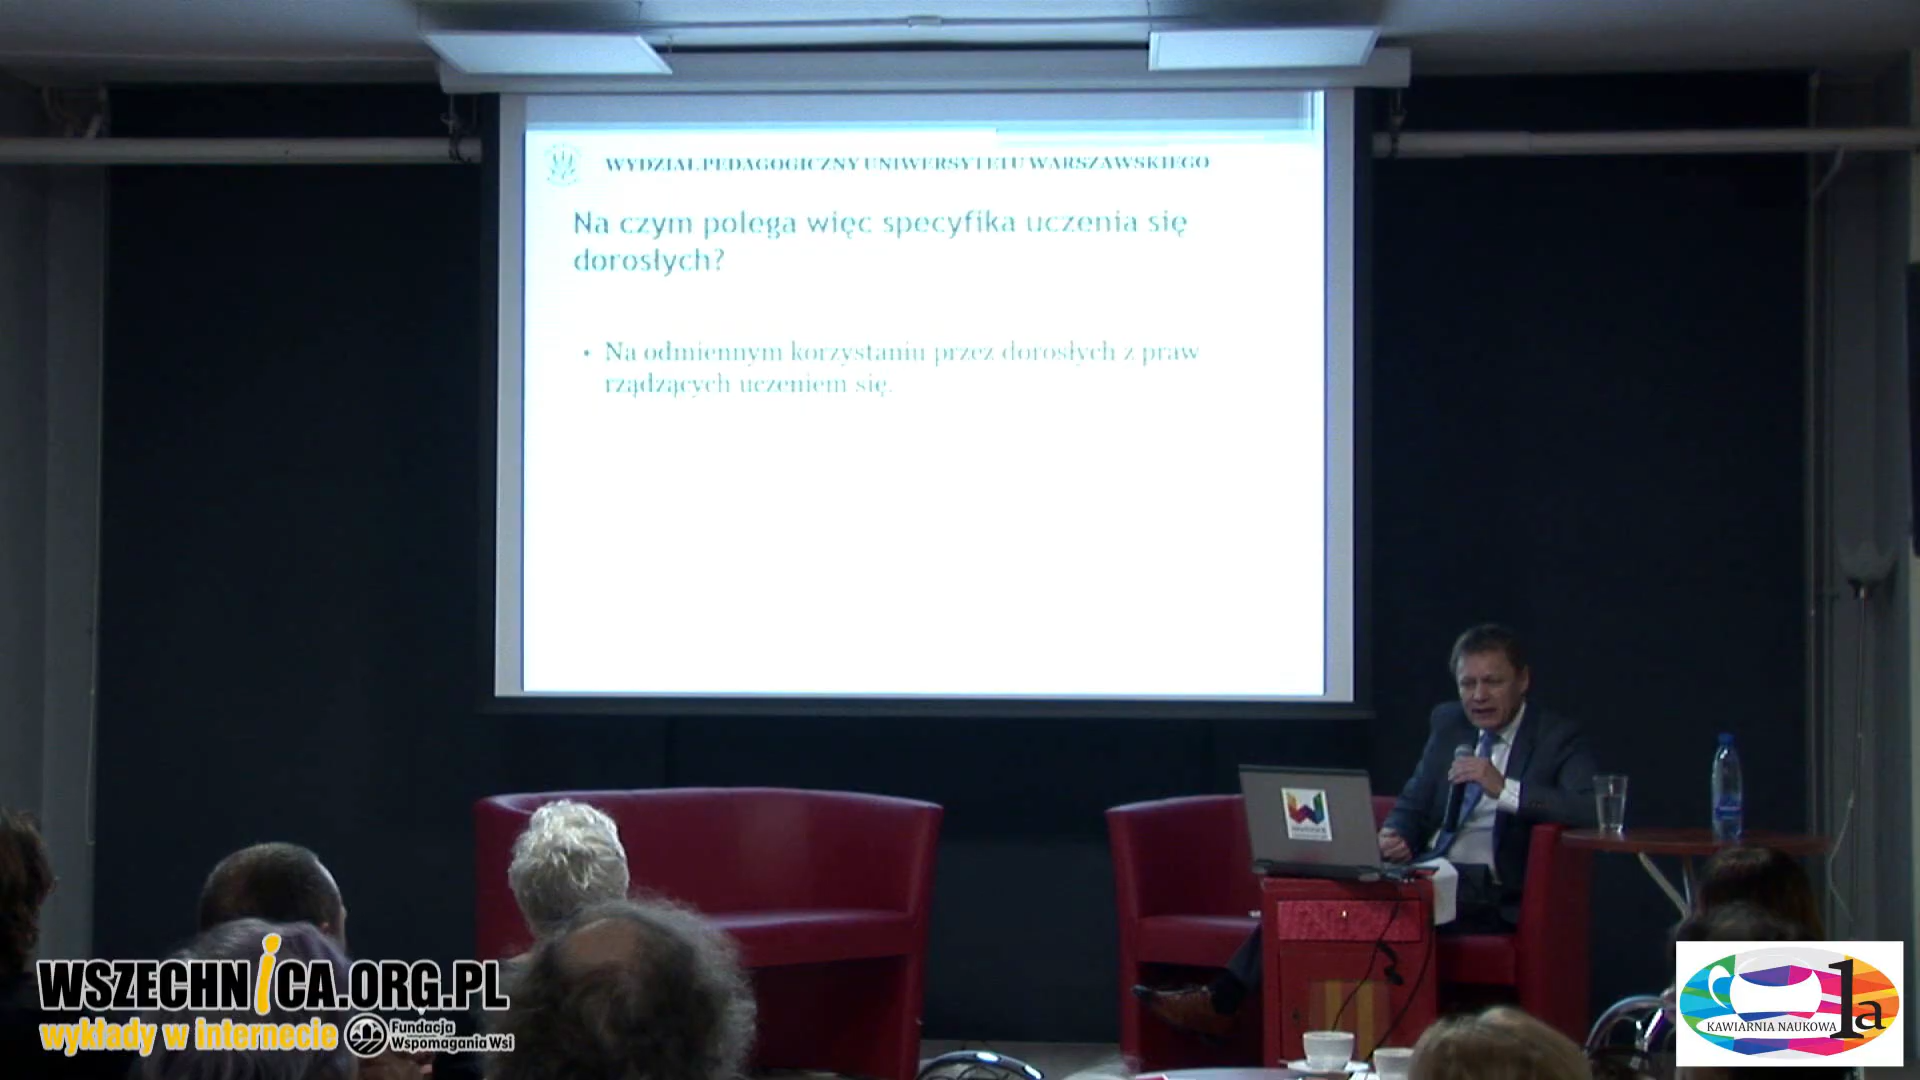 WYDZIAŁ PEDAGOGICZNY UNIWERSYTETU WARSZAWSKIEGO
Na czym polega więc specyfika uczenia się
dorosłych?
• Na odmiennym korzystaniu przez dorosłych z praw
rządzących uczeniem się.
WSZECHNiCA.ORG.PL
wykłady w internecie
Fundacja
Wspomagania Wsi
KAWIARNIA NAUKOWA 1a